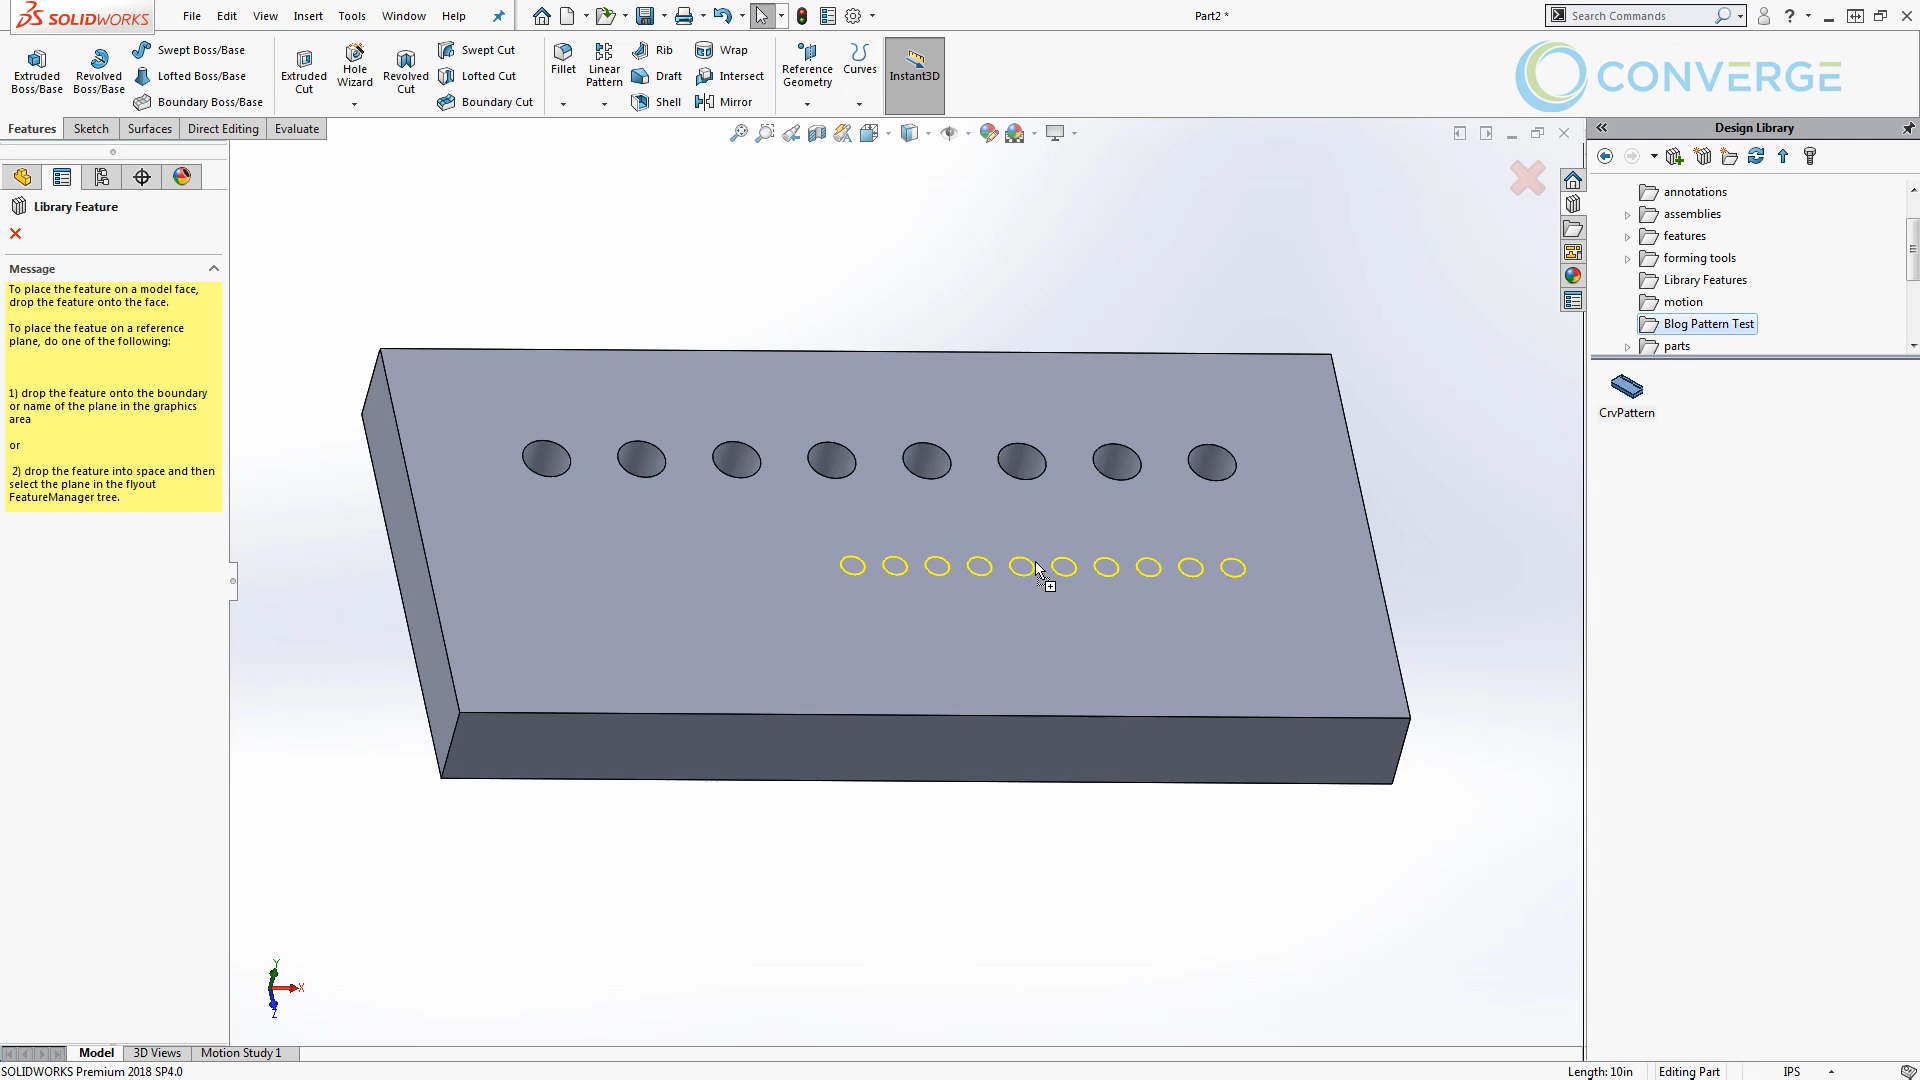 SOLIDWORKS
File
Edit
View
Insert
Tools
Window
Help
Part2 *
Search Commands
Extruded
Boss/Base
Revolved
Boss/Base
Swept Boss/Base
Lofted Boss/Base
Boundary Boss/Base
Extruded
Cut
Hole
Wizard
Revolved
Cut
Swept Cut
Lofted Cut
Boundary Cut
Fillet
Linear
Pattern
Rib
Draft
Shell
Wrap
Intersect
Mirror
Reference
Geometry
Curves
Instant3D
CONVERGE
Features
Sketch
Surfaces
Direct Editing
Evaluate
Design Library
Library Feature
Message
To place the feature on a model face,
drop the feature onto the face.
To place the featue on a reference
plane, do one of the following:
1) drop the feature onto the boundary
or name of the plane in the graphics
area
or
2) drop the feature into space and then
select the plane in the flyout
FeatureManager tree.
annotations
assemblies
features
forming tools
Library Features
motion
Blog Pattern Test
parts
CrvPattern
Y
X
Z
Model
3D Views
Motion Study 1
SOLIDWORKS Premium 2018 SP4.0
Length: 10in
Editing Part
IPS